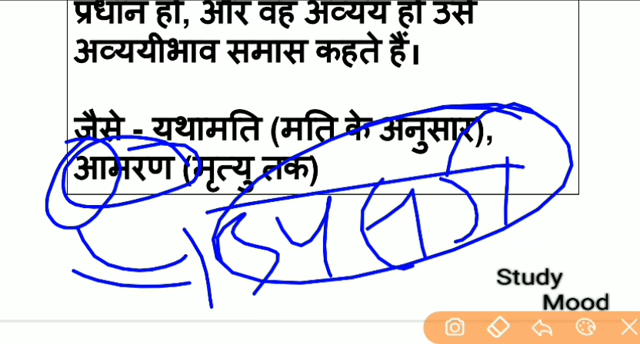 प्रधान हो, और वह अव्यय हो उसे
अव्ययीभाव समास कहते हैं।
जैसे - यथामति (मति के अनुसार),
आमरण (मृत्यु तक)
Study
Mood